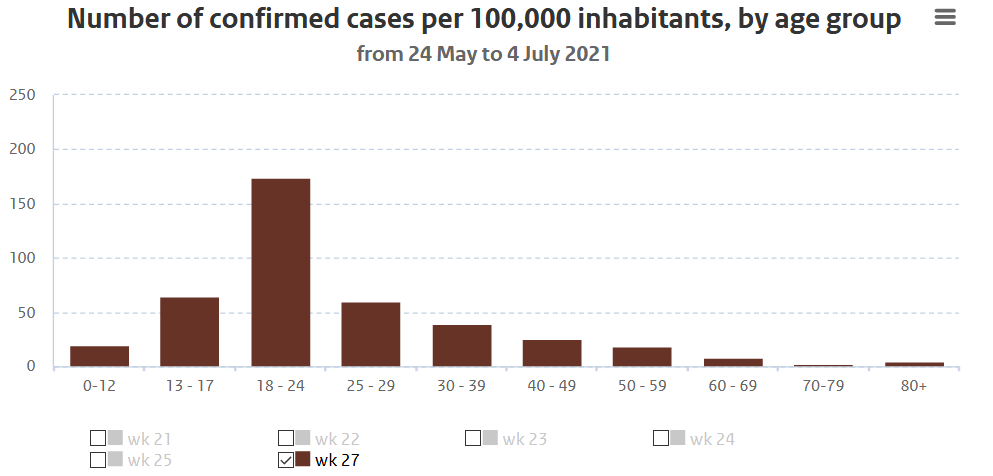 Number of confirmed cases per 100,000 inhabitants, by age group
from 24 May to 4 July 2021
250
200
150
100
50
0
0-12 13 - 17 18 - 24 25 - 29 30 - 39 40 - 49 50 - 59 60 - 69 70-79 80+
wk 21 wk 22 wk 23 wk 24
wk 25 wk 27